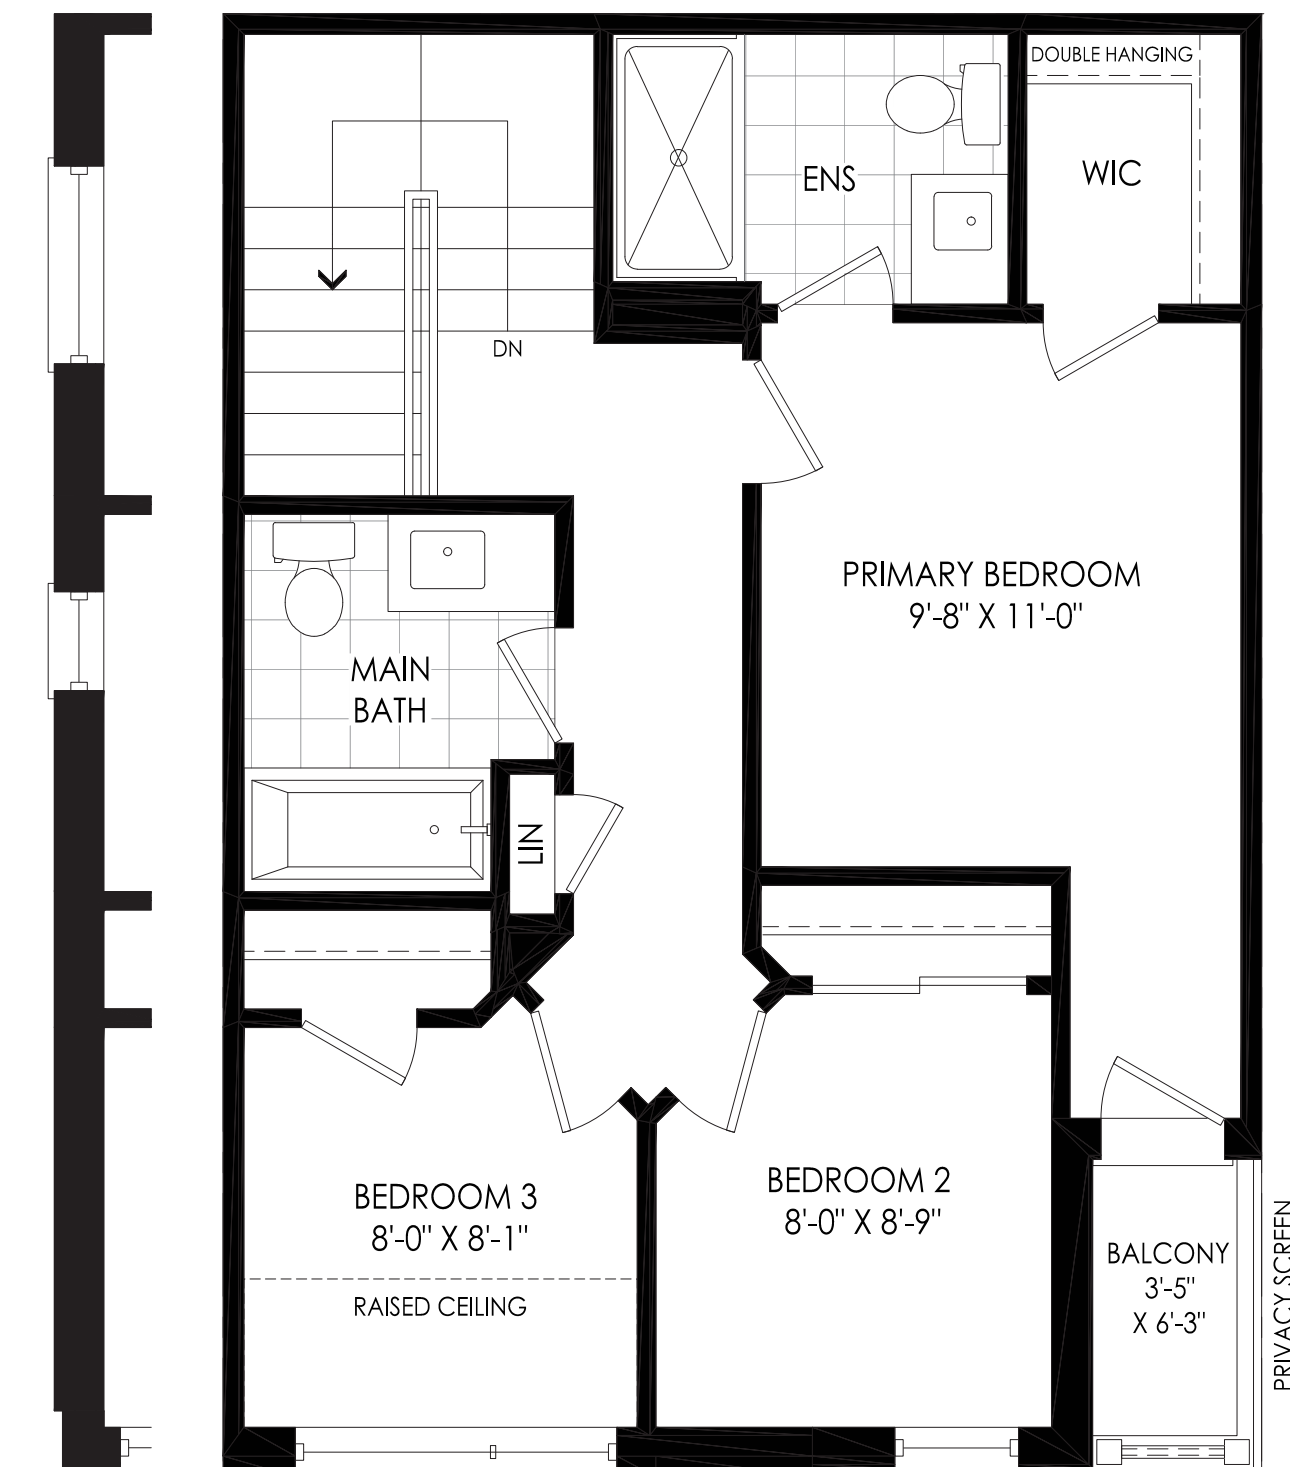 DOUBLE HANGING
WIC
ENS
DN
PRIMARY BEDROOM
9'-8" X 11'-0"
MAIN
BATH
LIN
BEDROOM 3
8'-0" X 8'-1"
RAISED CEILING
BEDROOM 2
8'-0" X 8'-9"
BALCONY
3'-5"
X 6'-3"
PRIVACY SCREEN